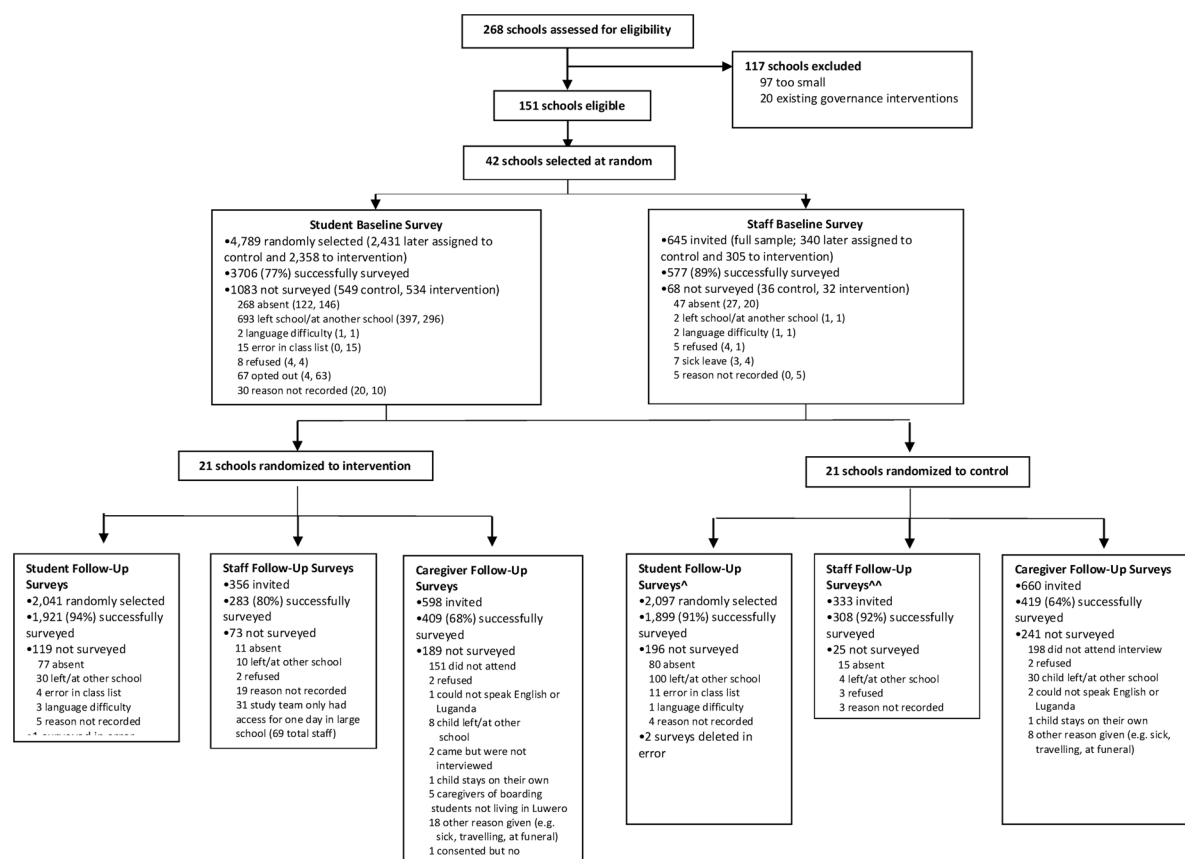 268 schools assessed for eligibility
117 schools excluded
97 too small
20 existing governance interventions
151 schools eligible
42 schools selected at random
Student Baseline Survey
•4,789 randomly selected (2,431 later assigned to
control and 2,358 to intervention)
•3706 (77%) successfully surveyed
•1083 not surveyed (549 control, 534 intervention)
268 absent (122, 146)
693 left school/at another school (397, 296)
2 language difficulty (1, 1)
15 error in class list (0, 15)
8 refused (4, 4)
67 opted out (4, 63)
30 reason not recorded (20, 10)
Staff Baseline Survey
•645 invited (full sample; 340 later assigned to
control and 305 to intervention)
•577 (89%) successfully surveyed
•68 not surveyed (36 control, 32 intervention)
47 absent (27, 20)
2 left school/at another school (1, 1)
2 language difficulty (1, 1)
5 refused (4, 1)
7 sick leave (3, 4)
5 reason not recorded (0, 5)
21 schools randomized to intervention
21 schools randomized to control
Student Follow-Up
Surveys
•2,041 randomly selected
•1,921 (94%) successfully
surveyed
•119 not surveyed
77 absent
30 left/at other school
4 error in class list
3 language difficulty
5 reason not recorded
•1 surveyed in error
Staff Follow-Up Surveys
•356 invited
•283 (80%) successfully
surveyed
•73 not surveyed
11 absent
10 left/at other school
2 refused
19 reason not recorded
31 study team only had
access for one day in large
school (69 total staff)
Caregiver Follow-Up
Surveys
•598 invited
•409 (68%) successfully
surveyed
•189 not surveyed
151 did not attend
2 refused
1 could not speak English or
Luganda
8 child left/at other
school
2 came but were not
interviewed
1 child stays on their own
5 caregivers of boarding
students not living in Luwero
18 other reason given (e.g.
sick, travelling, at funeral)
1 consented but no
Student Follow-Up
Surveys^
•2,097 randomly selected
•1,899 (91%) successfully
surveyed
•196 not surveyed
80 absent
100 left/at other school
11 error in class list
1 language difficulty
4 reason not recorded
•2 surveys deleted in
error
Staff Follow-Up
Surveys^^
•333 invited
•308 (92%) successfully
surveyed
•25 not surveyed
15 absent
4 left/at other school
3 refused
3 reason not recorded
Caregiver Follow-Up Surveys
•660 invited
•419 (64%) successfully
surveyed
•241 not surveyed
198 did not attend interview
2 refused
30 child left/at other school
2 could not speak English or
Luganda
1 child stays on their own
8 other reason given (e.g. sick,
travelling, at funeral)